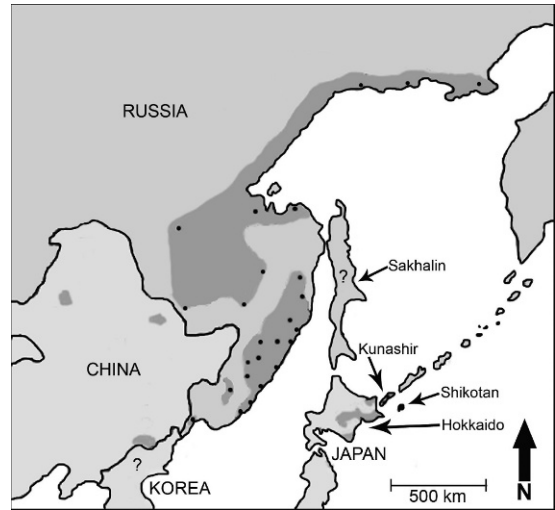 RUSSIA
?
Sakhalin
Kunashir
CHINA
Shikotan
Hokkaido
?
JAPAN
KOREA
500 km
N